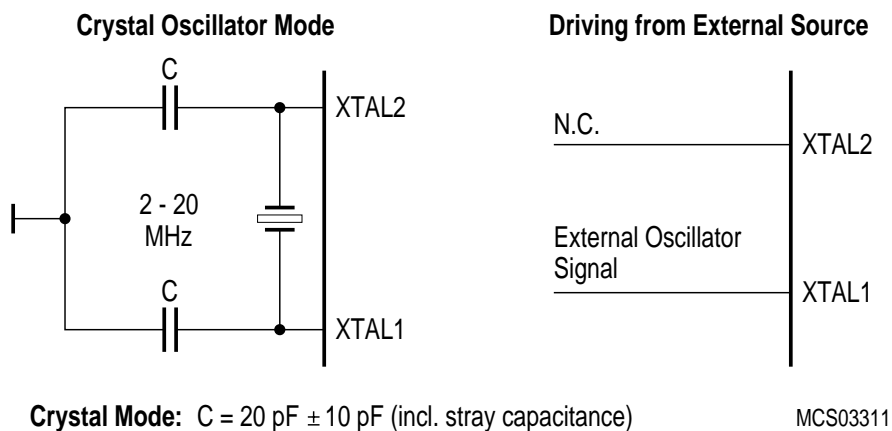 Crystal Oscillator Mode
Driving from External Source
C
XTAL2
N.C.
XTAL2
2 - 20
MHz
External Oscillator
Signal
C
XTAL1
XTAL1
Crystal Mode: C = 20 pF ± 10 pF (incl. stray capacitance)
MCS03311